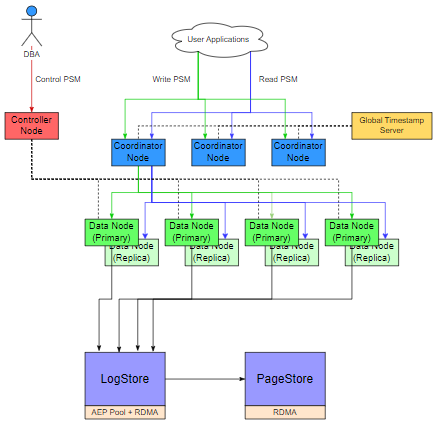 User Applications
DBA
Control PSM
Write PSM
Read PSM
Controller
Node
Global Timestamp
Server
Coordinator
Node
Coordinator
Node
Coordinator
Node
Data Node
(Primary)
Data Node
(Replica)
Data Node
(Primary)
Data Node
(Replica)
Data Node
(Primary)
Data Node
(Replica)
Data Node
(Primary)
Data Node
(Replica)
LogStore
AEP Pool + RDMA
PageStore
RDMA